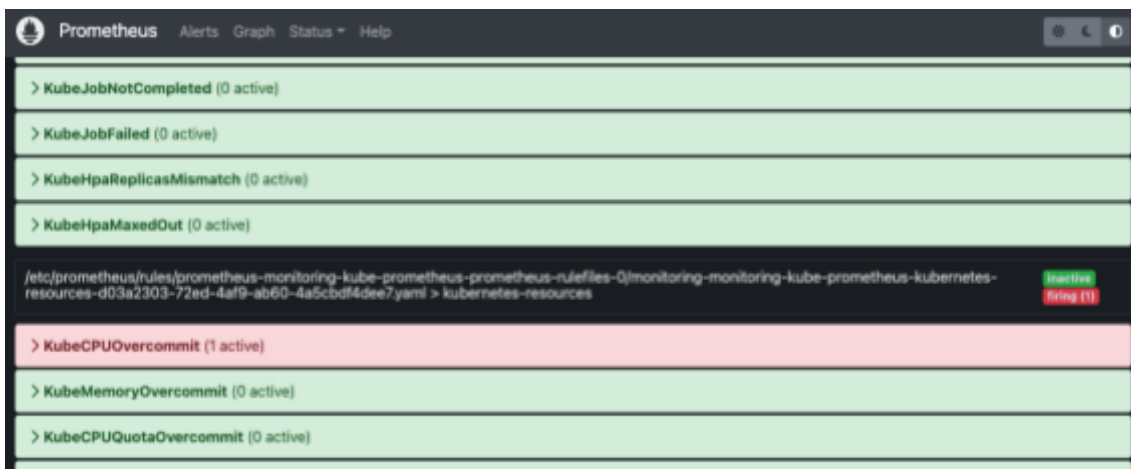 Prometheus Alerts Graph Status Help
KubeJobNotCompleted (0 active)
KubeJobFailed (0 active)
KubeHpaReplicasMismatch (0 active)
KubeHpaMaxedOut (0 active)
/etc/prometheus/rules/prometheus-monitoring-kube-prometheus-prometheus-rulefiles-0/monitoring-monitoring-kube-prometheus-kubernetes-
resources-d03a2303-72ed-4af9-ab60-4a5cbdf4dee7.yaml > kubernetes-resources
inactive
firing (1)
KubeCPUOvercommit (1 active)
KubeMemoryOvercommit (0 active)
KubeCPUQuotaOvercommit (0 active)